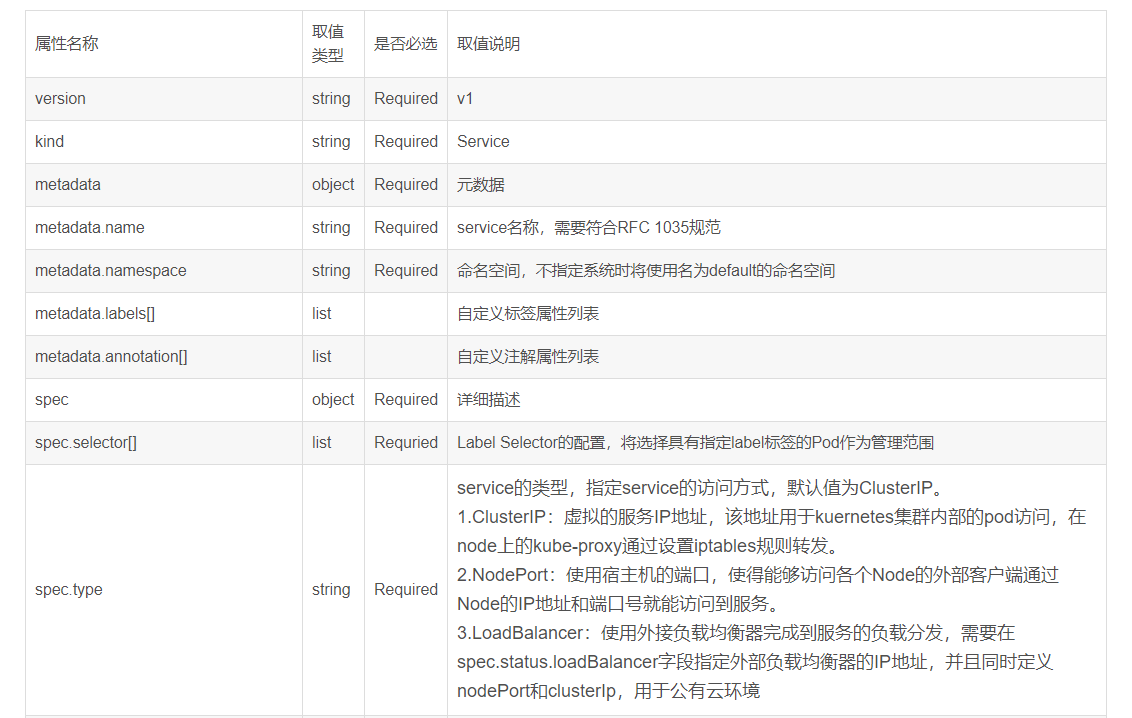 属性名称 取值类型 是否必选 取值说明
version string Required v1
kind string Required Service
metadata object Required 元数据
metadata.name string Required service名称，需要符合RFC 1035规范
metadata.namespace string Required 命名空间，不指定系统时将使用名为default的命名空间
metadata.labels[] list 自定义标签属性列表
metadata.annotation[] list 自定义注解属性列表
spec object Required 详细描述
spec.selector[] list Requried Label Selector的配置，将选择具有指定label标签的Pod作为管理范围
spec.type string Required service的类型，指定service的访问方式，默认值为ClusterIP。
1.ClusterIP：虚拟的服务IP地址，该地址用于kuernetes集群内部的pod访问，在
node上的kube-proxy通过设置iptables规则转发。
2.NodePort：使用宿主机的端口，使得能够访问各个Node的外部客户端通过
Node的IP地址和端口号就能访问到服务。
3.LoadBalancer：使用外接负载均衡器完成到服务的负载分发，需要在
spec.status.loadBalancer字段指定外部负载均衡器的IP地址，并且同时定义
nodePort和clusterIp，用于公有云环境